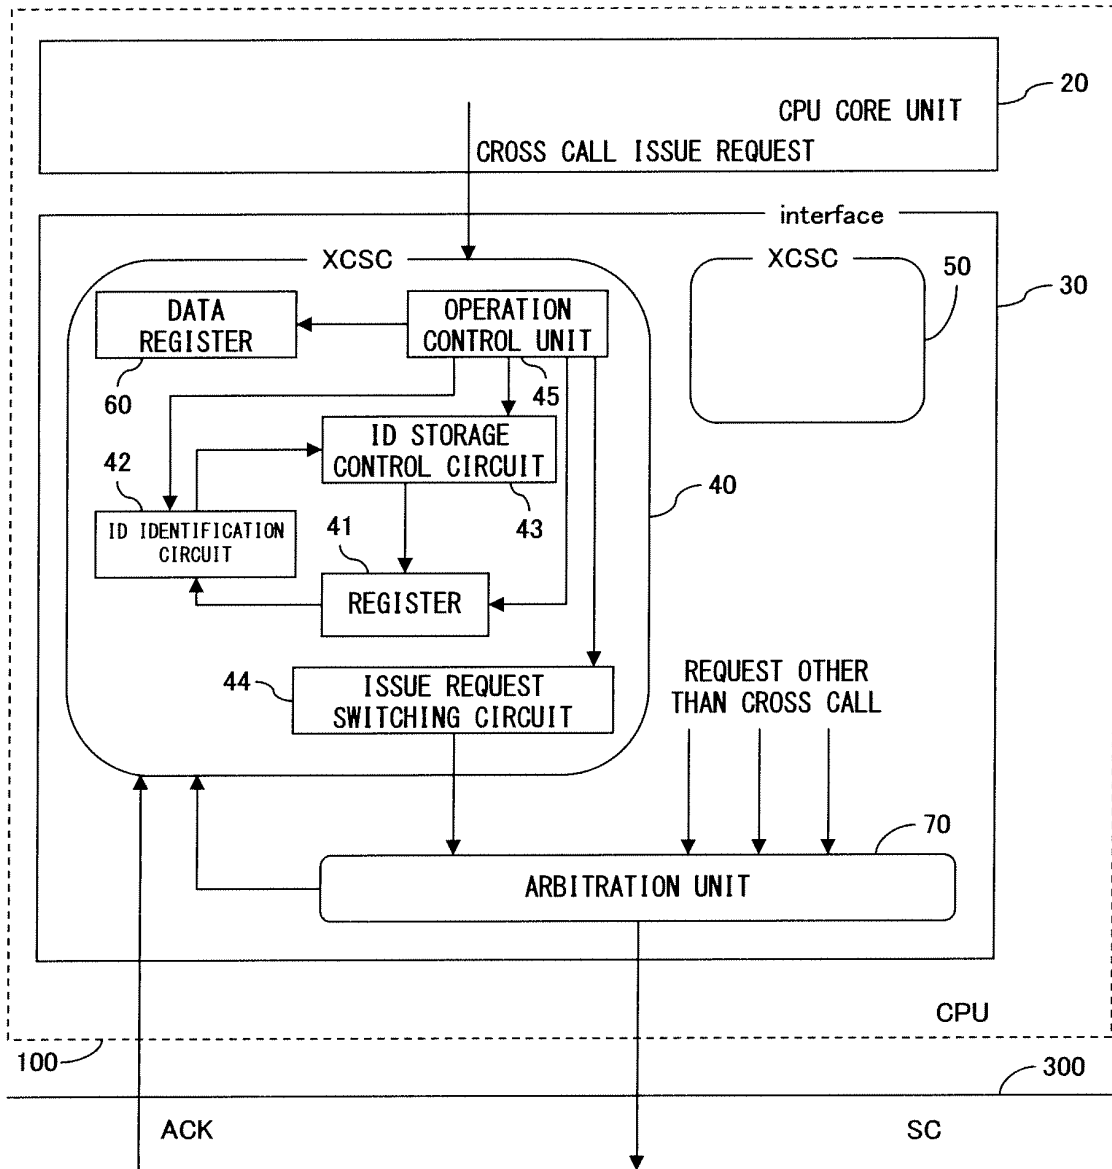 20
CPU CORE UNIT
CROSS CALL ISSUE REQUEST
interface
XCSC
XCSC
50
30
DATA
REGISTER
OPERATION
CONTROL UNIT
60
45
ID STORAGE
CONTROL CIRCUIT
42
40
43
ID IDENTIFICATION
CIRCUIT
41
REGISTER
44
ISSUE REQUEST
SWITCHING CIRCUIT
REQUEST OTHER
THAN CROSS CALL
70
ARBITRATION UNIT
CPU
100
300
ACK
SC